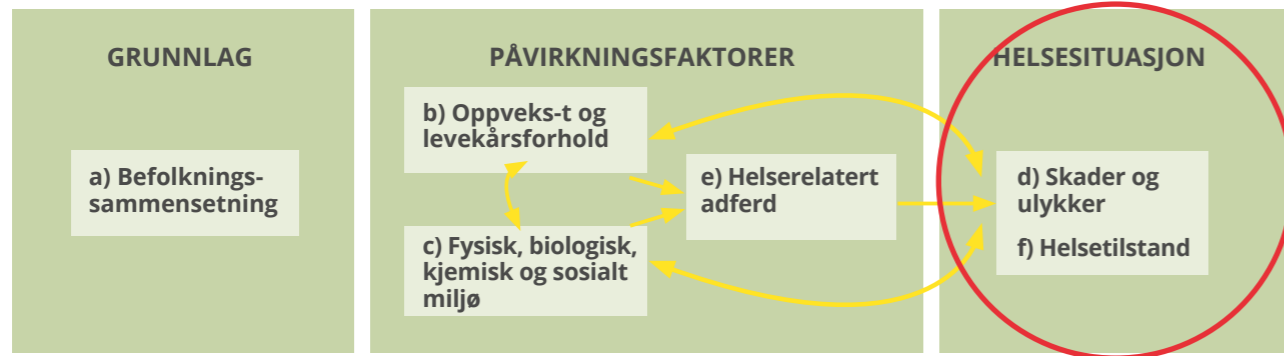 GRUNNLAG
a) Befolknings-
sammensetning
PÅVIRKNINGSFAKTORER
b) Oppveks-t og
levekårsforhold
e) Helserelatert
adferd
c) Fysisk, biologisk,
kjemisk og sosialt
miljø
HELSESITUASJON
d) Skader og
ulykker
f) Helsetilstand